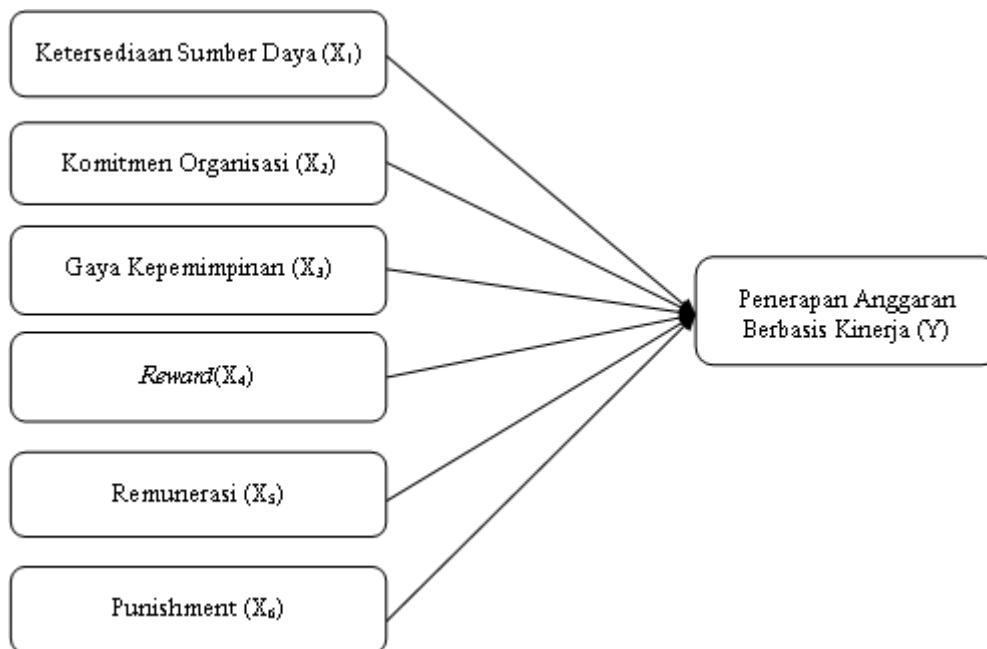 Ketersediaan Sumber Daya (X₁)
Komitmen Organisasi (X₂)
Gaya Kepemimpinan (X₃)
Reward(X₄)
Remunerasi (X₅)
Punishment (X₆)
Penerapan Anggaran
Berbasis Kinerja (Y)